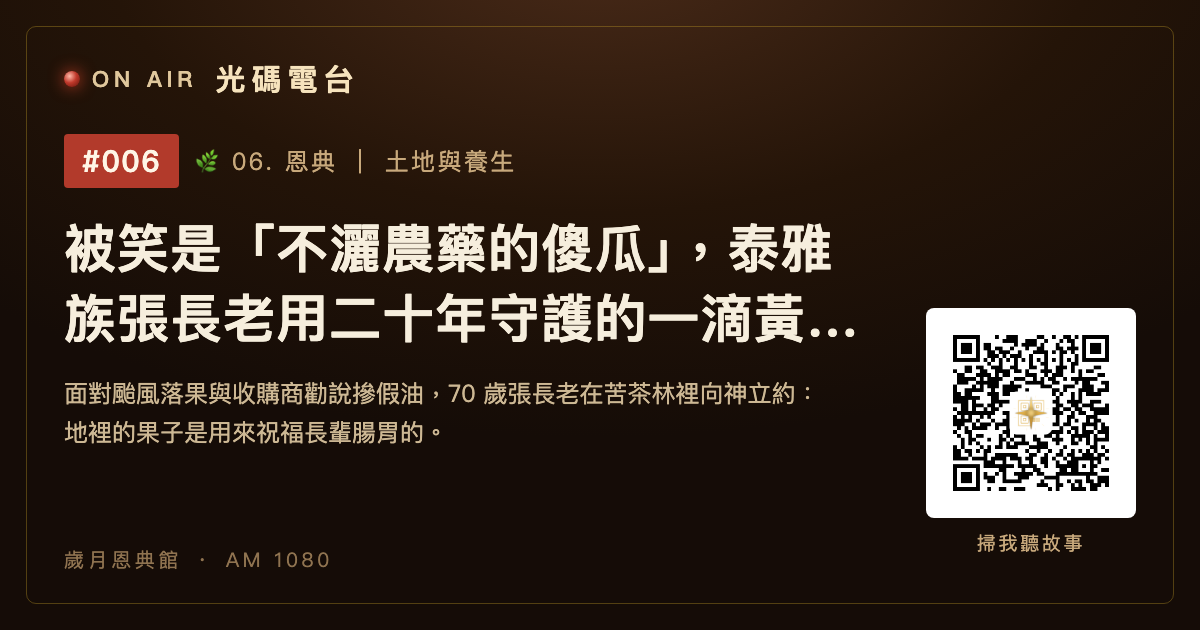 ON AIR 光碼電台
#006 06. 恩典 ｜ 土地與養生
被笑是「不灑農藥的傻瓜」，泰雅
族張長老用二十年守護的一滴黃...
面對颱風落果與收購商勸說摻假油，70 歲張長老在苦茶林裡向神立約：
地裡的果子是用來祝福長輩腸胃的。
掃我聽故事
歲月恩典館 · AM 1080